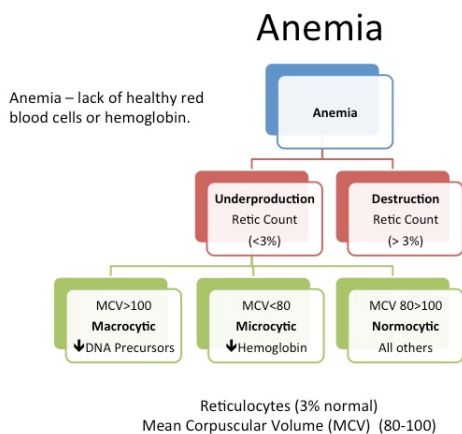 Anemia
Anemia – lack of healthy red
blood cells or hemoglobin.
Anemia
Underproduction
Retic Count
(<3%)
Destruction
Retic Count
(> 3%)
MCV>100
Macrocytic
🡇DNA Precursors
MCV<80
Microcytic
🡇Hemoglobin
MCV 80>100
Normocytic
All others
Reticulocytes (3% normal)
Mean Corpuscular Volume (MCV) (80-100)